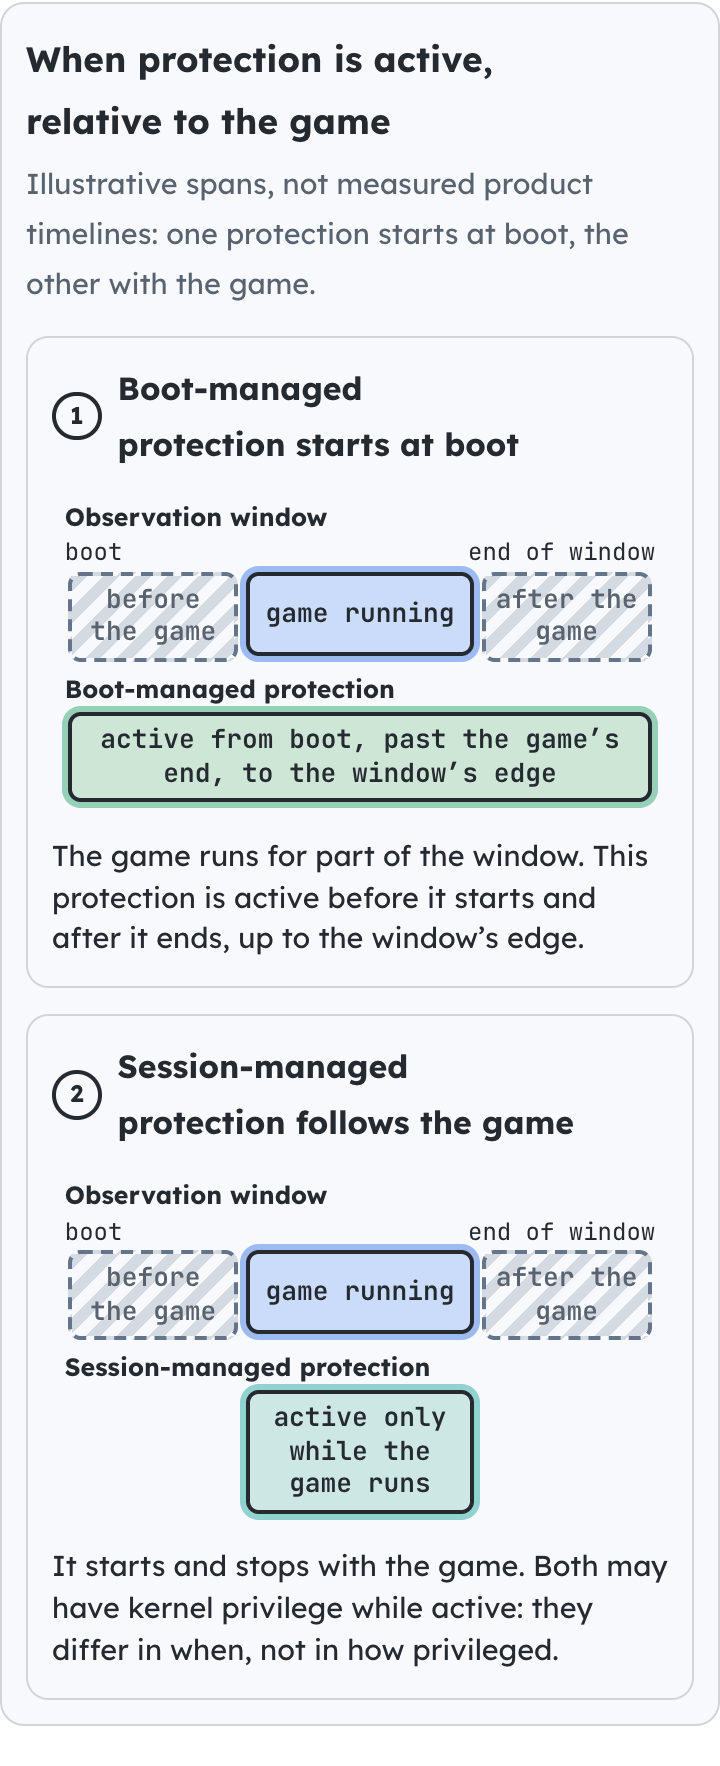 When protection is active,
relative to the game
Illustrative spans, not measured product
timelines: one protection starts at boot, the
other with the game.
1
Boot-managed
protection starts at boot
Observation window
boot
end of window
before
the game
game running
after the
game
Boot-managed protection
active from boot, past the game’s
end, to the window’s edge
The game runs for part of the window. This
protection is active before it starts and
after it ends, up to the window’s edge.
2
Session-managed
protection follows the game
Observation window
boot
end of window
before
the game
game running
after the
game
Session-managed protection
active only
while the
game runs
It starts and stops with the game. Both may
have kernel privilege while active: they
differ in when, not in how privileged.